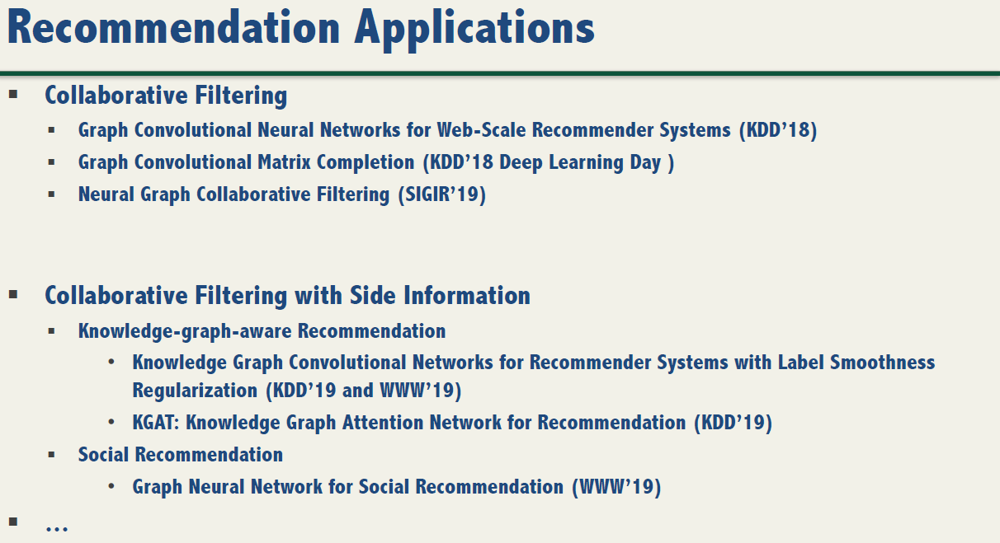 Recommendation Applications
Collaborative Filtering
Graph Convolutional Neural Networks for Web-Scale Recommender Systems (KDD’18)
Graph Convolutional Matrix Completion (KDD’18 Deep Learning Day )
Neural Graph Collaborative Filtering (SIGIR’19)
Collaborative Filtering with Side Information
Knowledge-graph-aware Recommendation
Knowledge Graph Convolutional Networks for Recommender Systems with Label Smoothness
Regularization (KDD’19 and WWW’19)
KGAT: Knowledge Graph Attention Network for Recommendation (KDD’19)
Social Recommendation
Graph Neural Network for Social Recommendation (WWW’19)
…